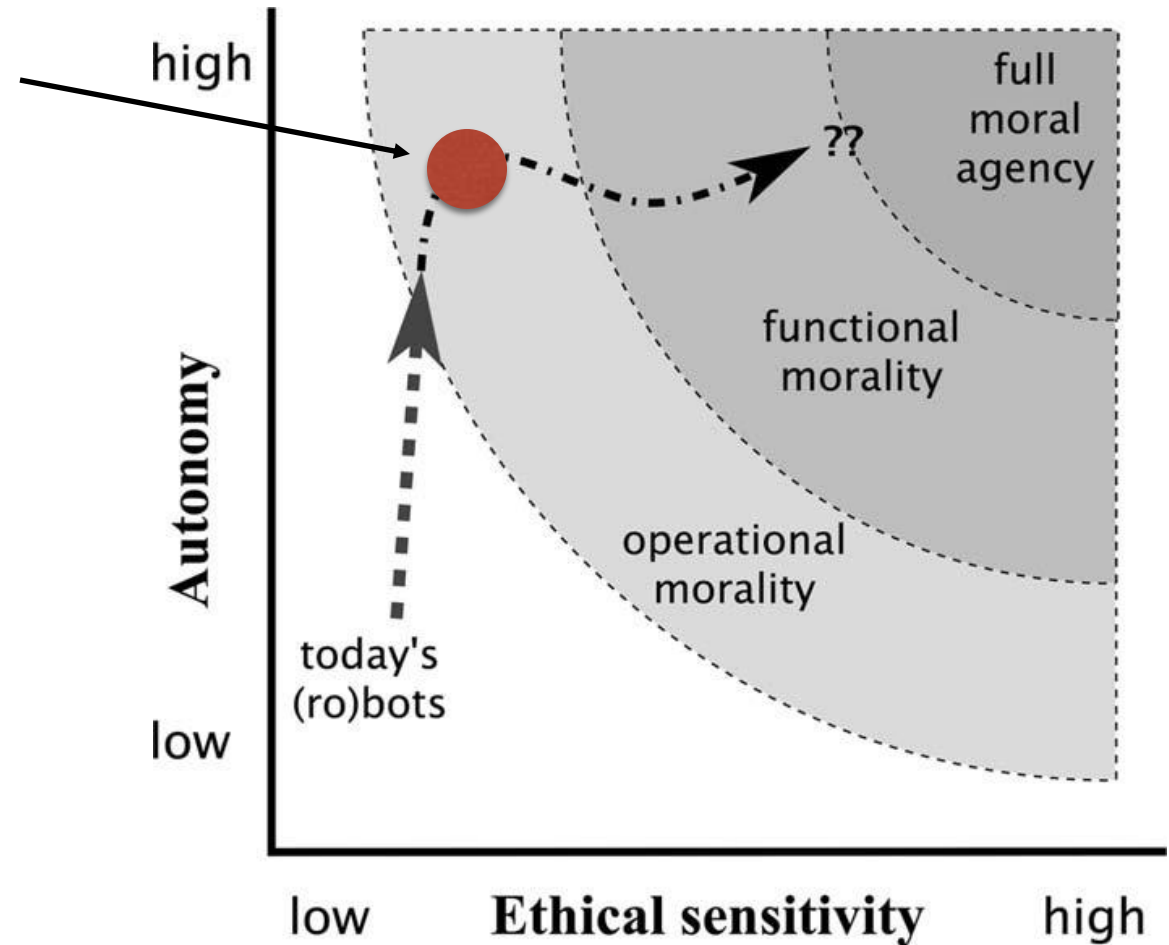 high
full
moral
agency
??
functional
morality
Autonomy
operational
morality
today's
(ro)bots
low
low Ethical sensitivity high